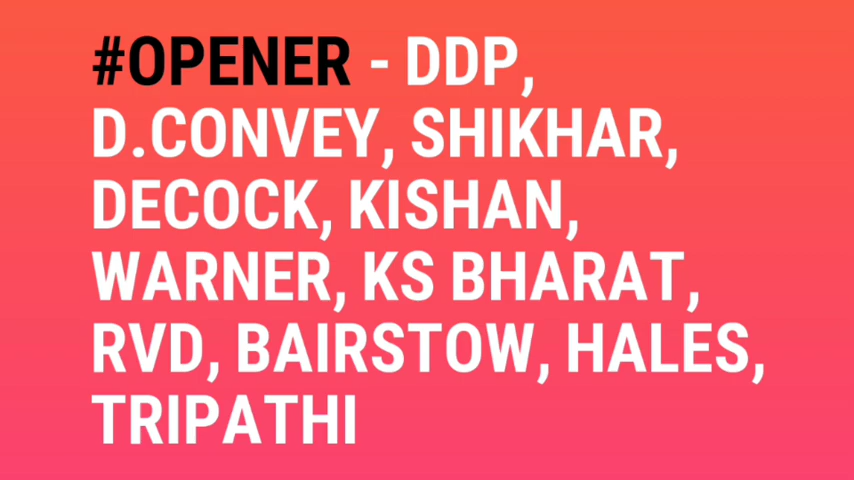 #OPENER - DDP,
D.CONVEY, SHIKHAR,
DECOCK, KISHAN,
WARNER, KS BHARAT,
RVD, BAIRSTOW, HALES,
TRIPATHI